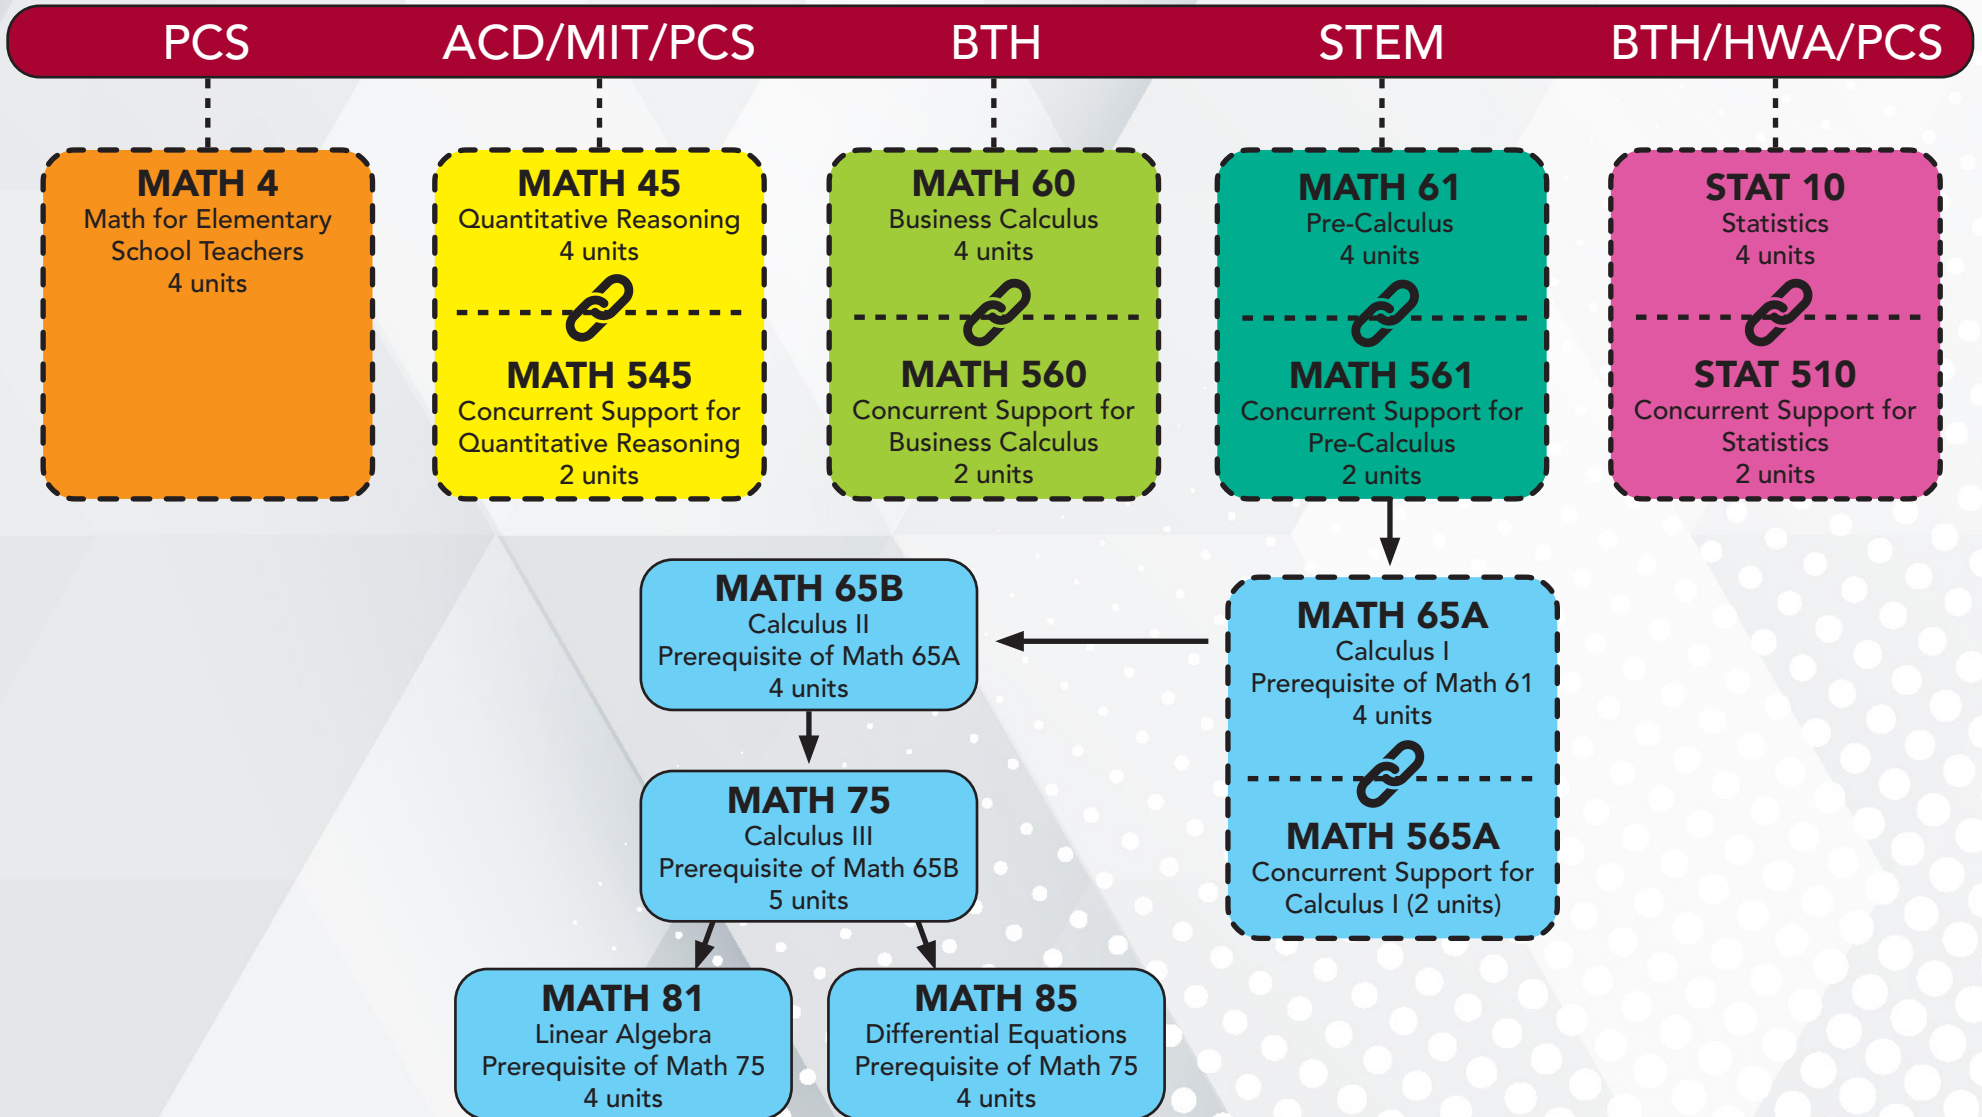 PCS
ACD/MIT/PCS
BTH
STEM
BTH/HWA/PCS
MATH 4
Math for Elementary
School Teachers
4 units
MATH 45
Quantitative Reasoning
4 units
MATH 545
Concurrent Support for
Quantitative Reasoning
2 units
MATH 60
Business Calculus
4 units
MATH 560
Concurrent Support for
Business Calculus
2 units
MATH 61
Pre-Calculus
4 units
MATH 561
Concurrent Support for
Pre-Calculus
2 units
STAT 10
Statistics
4 units
STAT 510
Concurrent Support for
Statistics
2 units
MATH 65A
Calculus I
Prerequisite of Math 61
4 units
MATH 565A
Concurrent Support for
Calculus I (2 units)
MATH 65B
Calculus II
Prerequisite of Math 65A
4 units
MATH 75
Calculus III
Prerequisite of Math 65B
5 units
MATH 81
Linear Algebra
Prerequisite of Math 75
4 units
MATH 85
Differential Equations
Prerequisite of Math 75
4 units